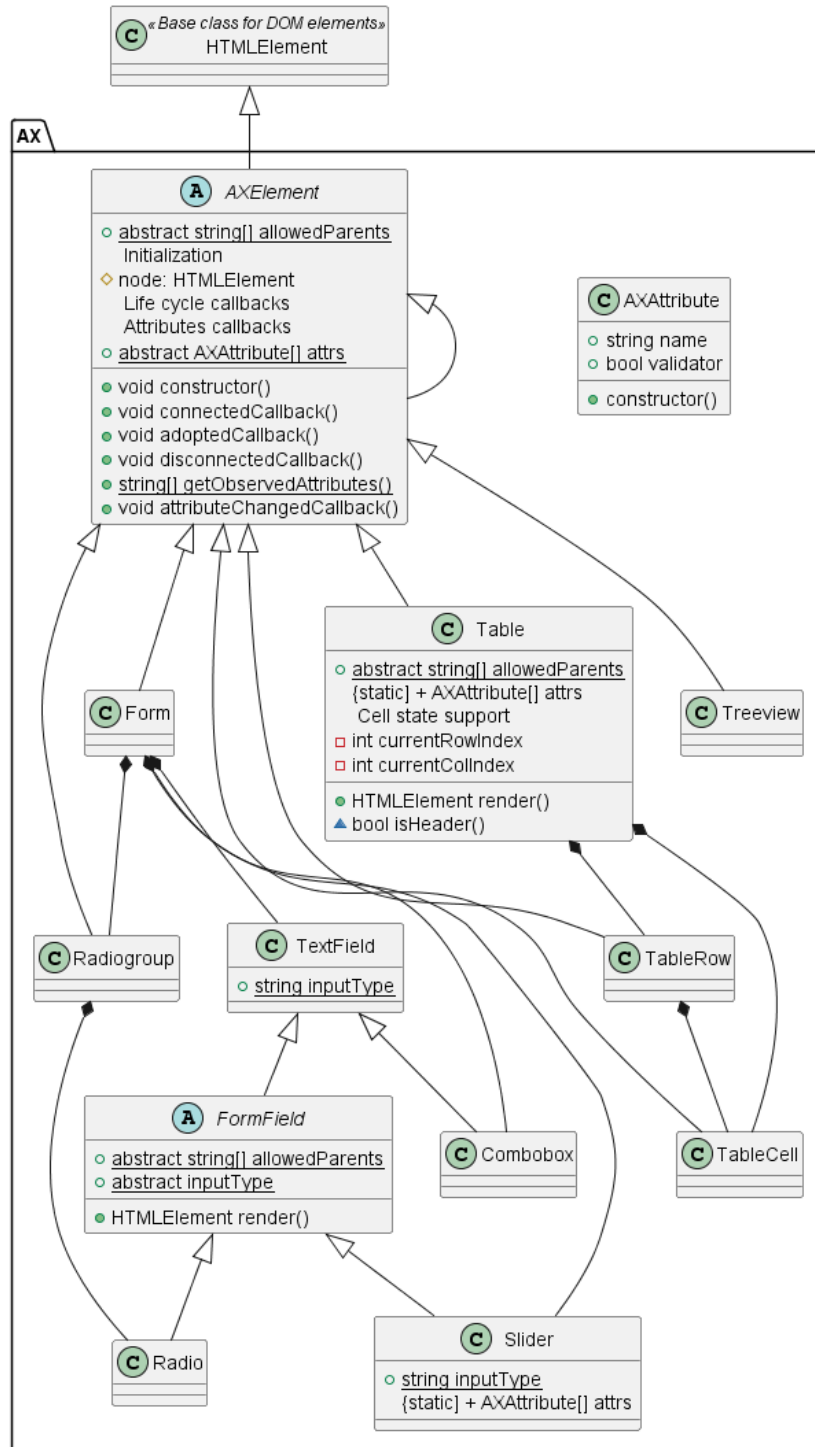 C «Base class for DOM elements»
HTMLElement
AX
A AXElement
abstract string[] allowedParents
Initialization
node: HTMLElement
Life cycle callbacks
Attributes callbacks
abstract AXAttribute[] attrs
void constructor()
void connectedCallback()
void adoptedCallback()
void disconnectedCallback()
string[] getObservedAttributes()
void attributeChangedCallback()
C AXAttribute
string name
bool validator
constructor()
C Form
C Table
abstract string[] allowedParents
{static] + AXAttribute[] attrs
Cell state support
int currentRowIndex
int currentColIndex
HTMLElement render()
bool isHeader()
C Treeview
C Radiogroup
C TextField
string inputType
C TableRow
A FormField
abstract string[] allowedParents
abstract inputType
HTMLElement render()
C Combobox
C TableCell
C Radio
C Slider
string inputType
{static] + AXAttribute[] attrs